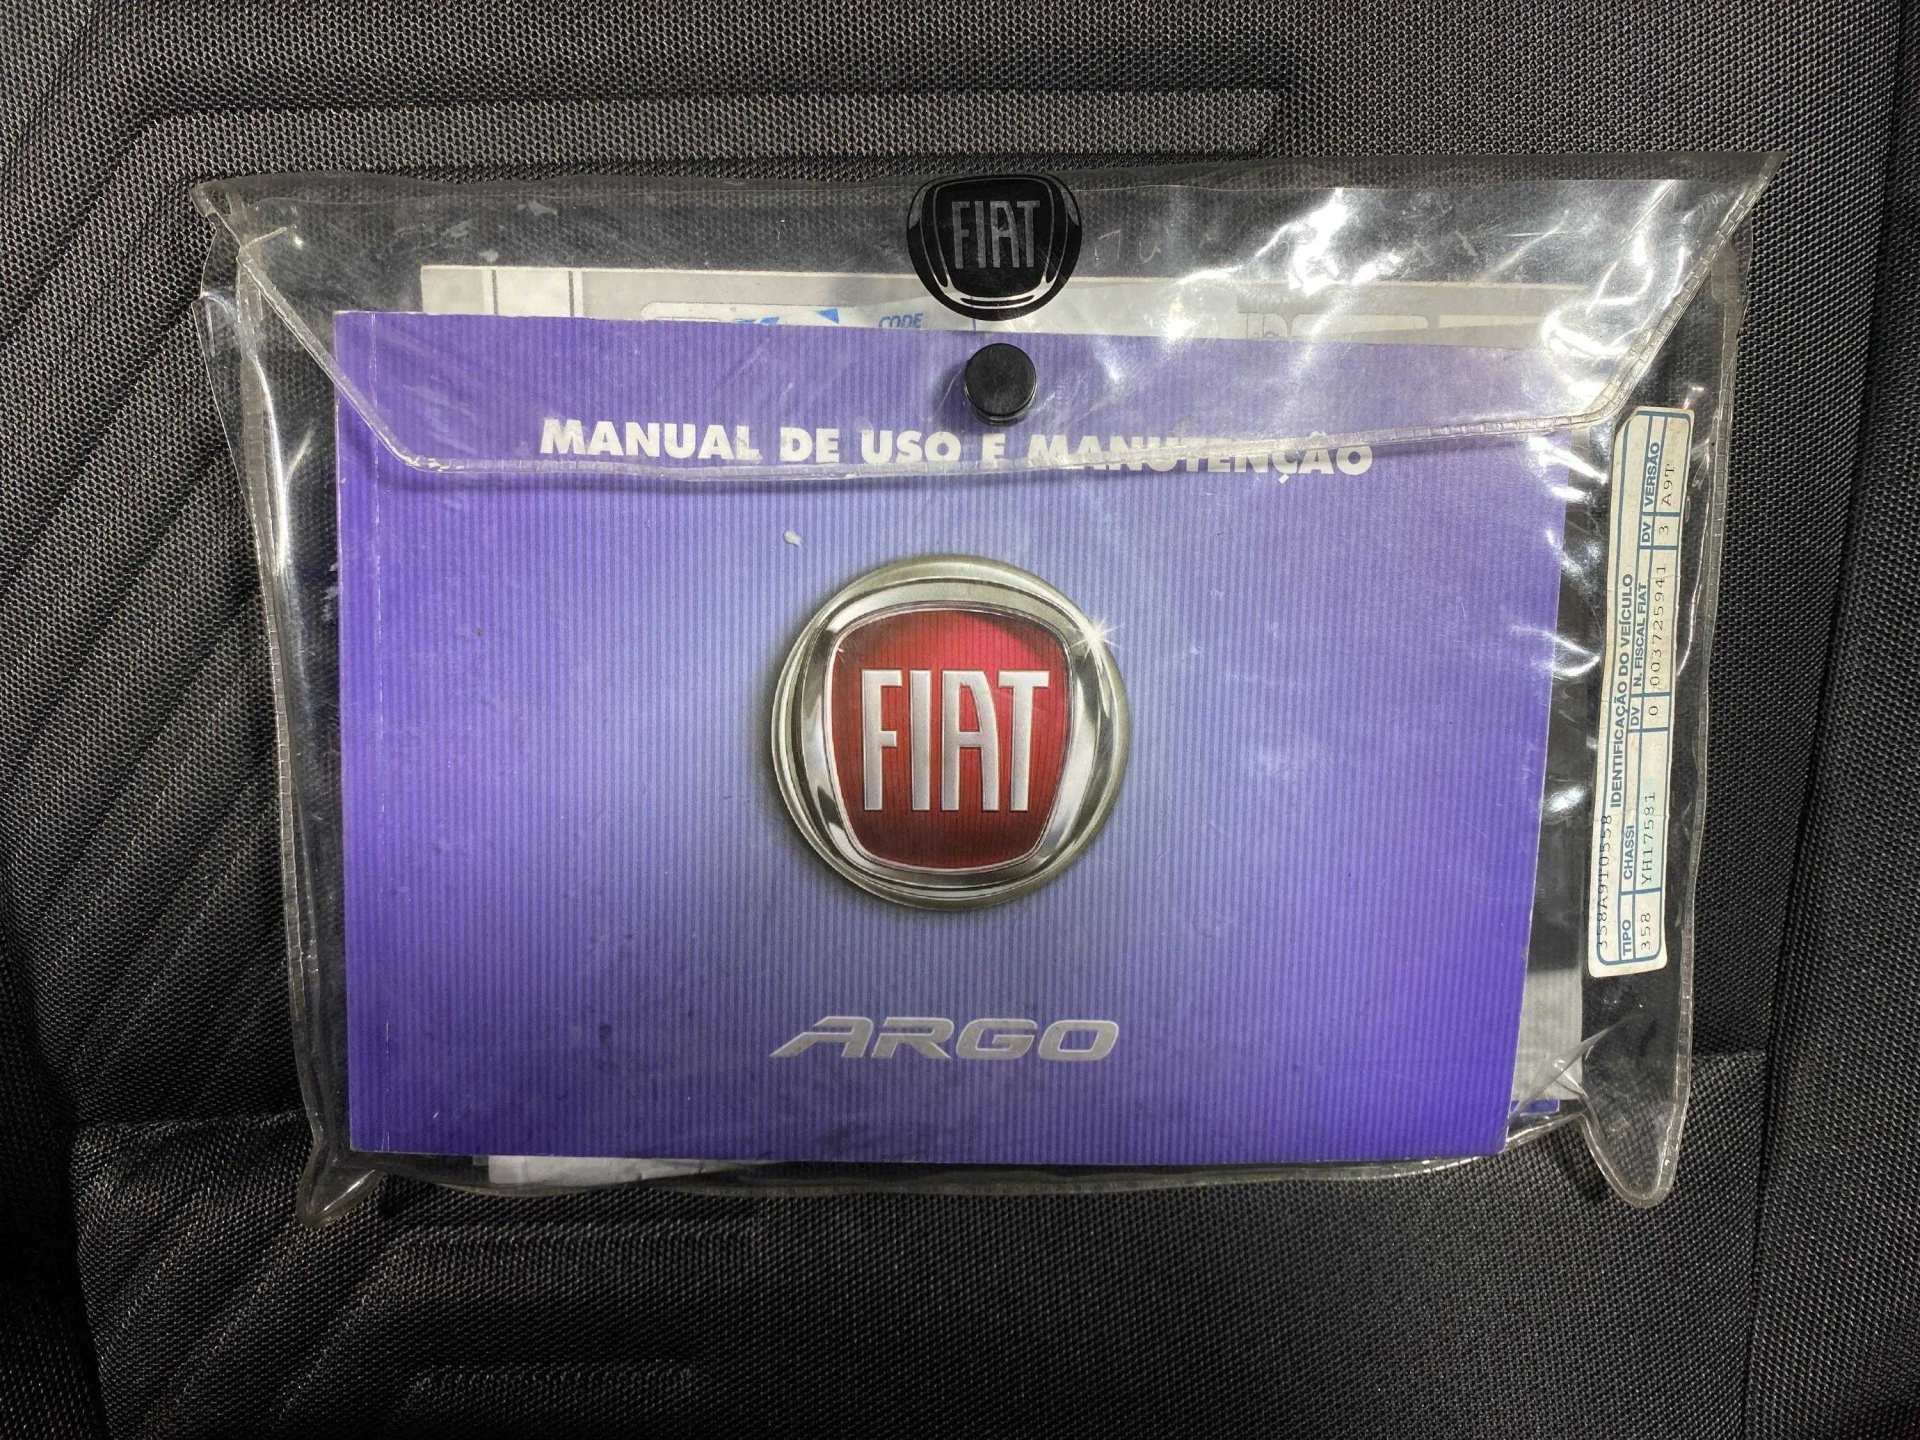 FIAT
CODE
MANUAL DE USO E MANUTENÇÃO
FIAT
ARGO
358A9T0558 IDENTIFICAÇÃO DO VEÍCULO
TIPO CHASSI DV N. FISCAL FIAT DV VERSÃO
358 YH17581 0 003725941 3 A9T